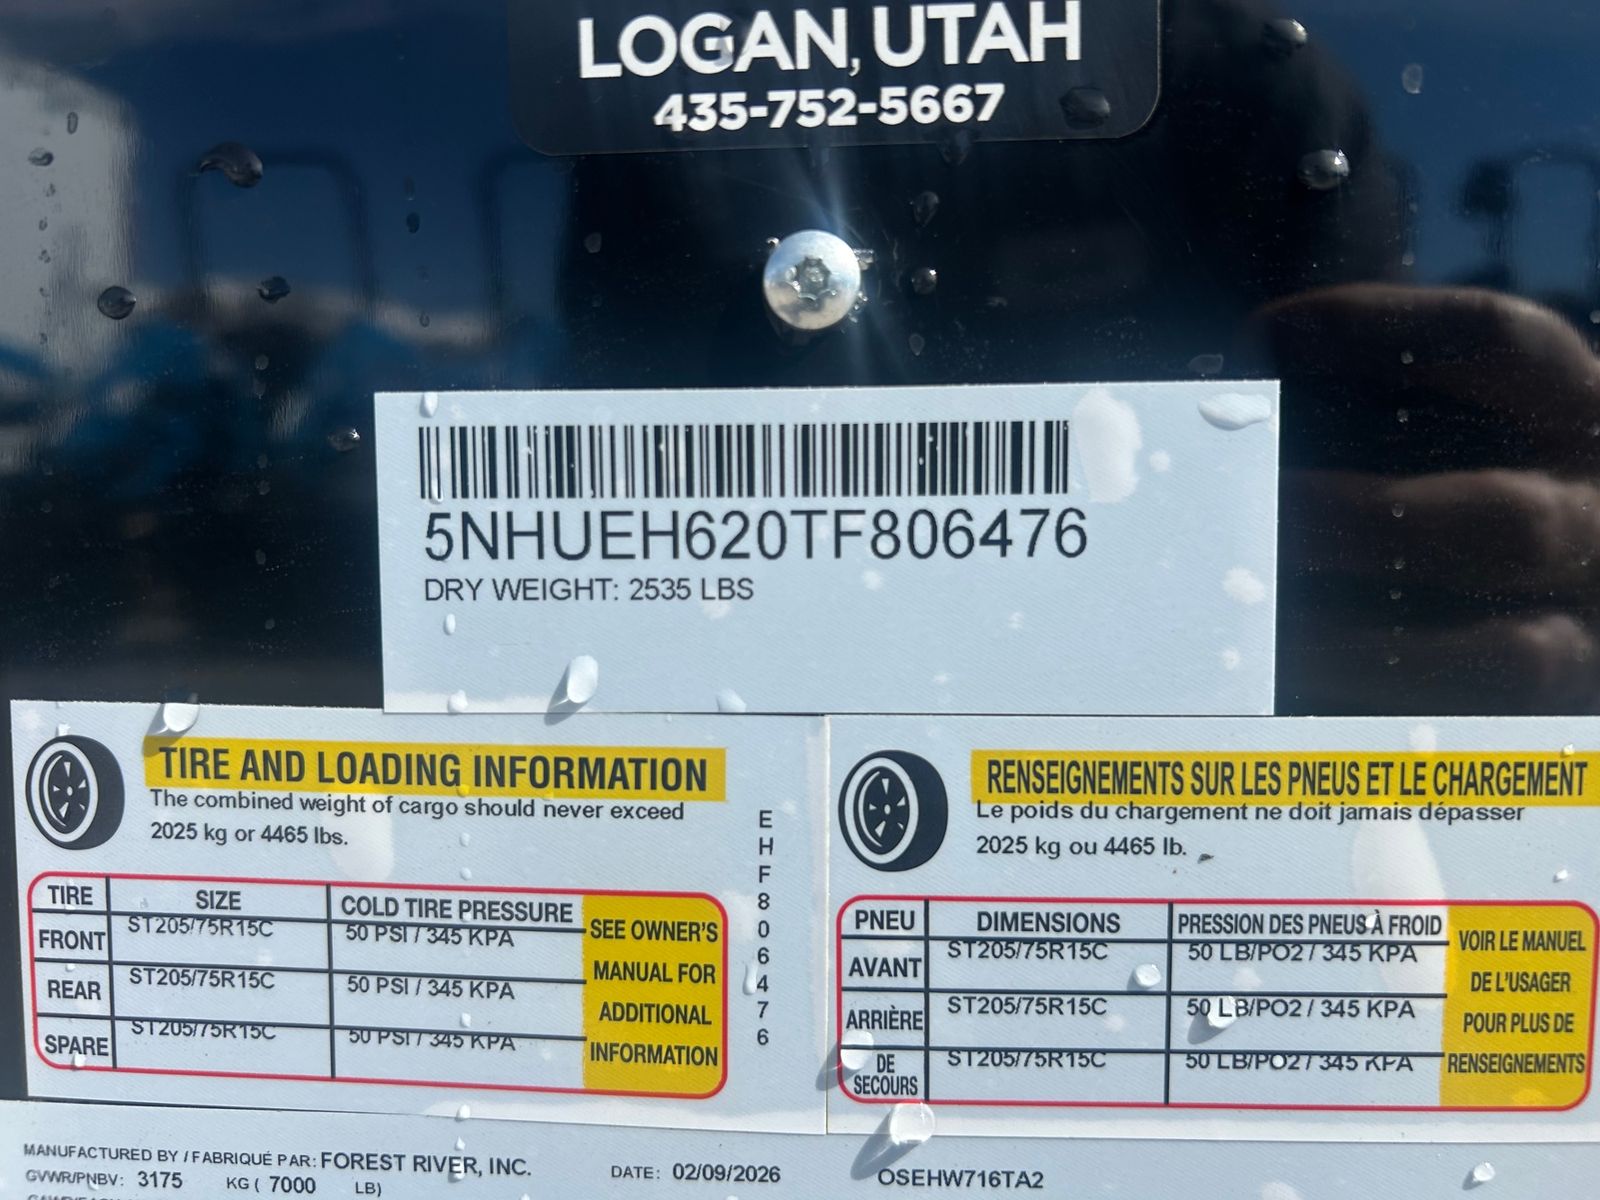 LOGAN, UTAH
435-752-5667
5NHUEH620TF806476
DRY WEIGHT: 2535 LBS
TIRE AND LOADING INFORMATION
The combined weight of cargo should never exceed
2025 kg or 4465 lbs.
TIRE SIZE COLD TIRE PRESSURE
FRONT ST205/75R15C 50 PSI / 345 KPA
REAR ST205/75R15C 50 PSI / 345 KPA
SPARE ST205/75R15C 50 PSI / 345 KPA
SEE OWNER'S
MANUAL FOR
ADDITIONAL
INFORMATION
EHF806476
RENSEIGNEMENTS SUR LES PNEUS ET LE CHARGEMENT
Le poids du chargement ne doit jamais dépasser
2025 kg ou 4465 lb.
PNEU DIMENSIONS PRESSION DES PNEUS À FROID
AVANT ST205/75R15C 50 LB/PO2 / 345 KPA
ARRIÈRE ST205/75R15C 50 LB/PO2 / 345 KPA
DE SECOURS ST205/75R15C 50 LB/PO2 / 345 KPA
VOIR LE MANUEL
DE L'USAGER
POUR PLUS DE
RENSEIGNEMENTS
MANUFACTURED BY / FABRIQUÉ PAR: FOREST RIVER, INC. DATE: 02/09/2026 OSEHW716TA2
GVWR/PNBV: 3175 KG ( 7000 LB)